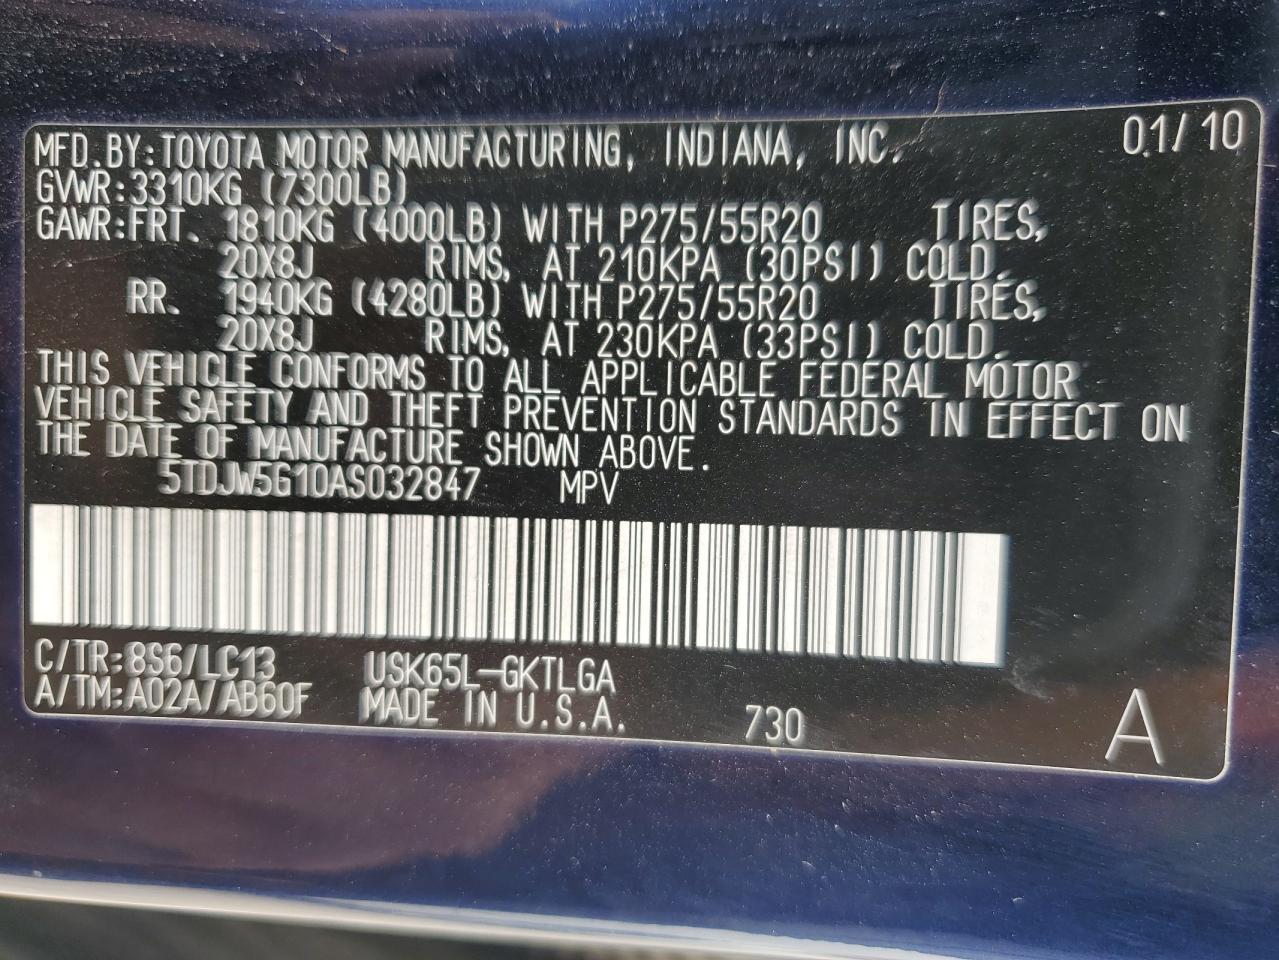 MFD.BY:TOYOTA MOTOR MANUFACTURING, INDIANA, INC. 01/10
GVWR:3310KG (7300LB)
GAWR:FRT. 1810KG (4000LB) WITH P275/55R20 TIRES,
20X8J RIMS, AT 210KPA (30PSI) COLD.
RR. 1940KG (4280LB) WITH P275/55R20 TIRES,
20X8J RIMS, AT 230KPA (33PSI) COLD.
THIS VEHICLE CONFORMS TO ALL APPLICABLE FEDERAL MOTOR
VEHICLE SAFETY AND THEFT PREVENTION STANDARDS IN EFFECT ON
THE DATE OF MANUFACTURE SHOWN ABOVE.
5TDJW5G10AS032847 MPV
C/TR:8S6/LC13 USK65L-GKTLGA
A/TM:A02A/AB60F MADE IN U.S.A. 730 A